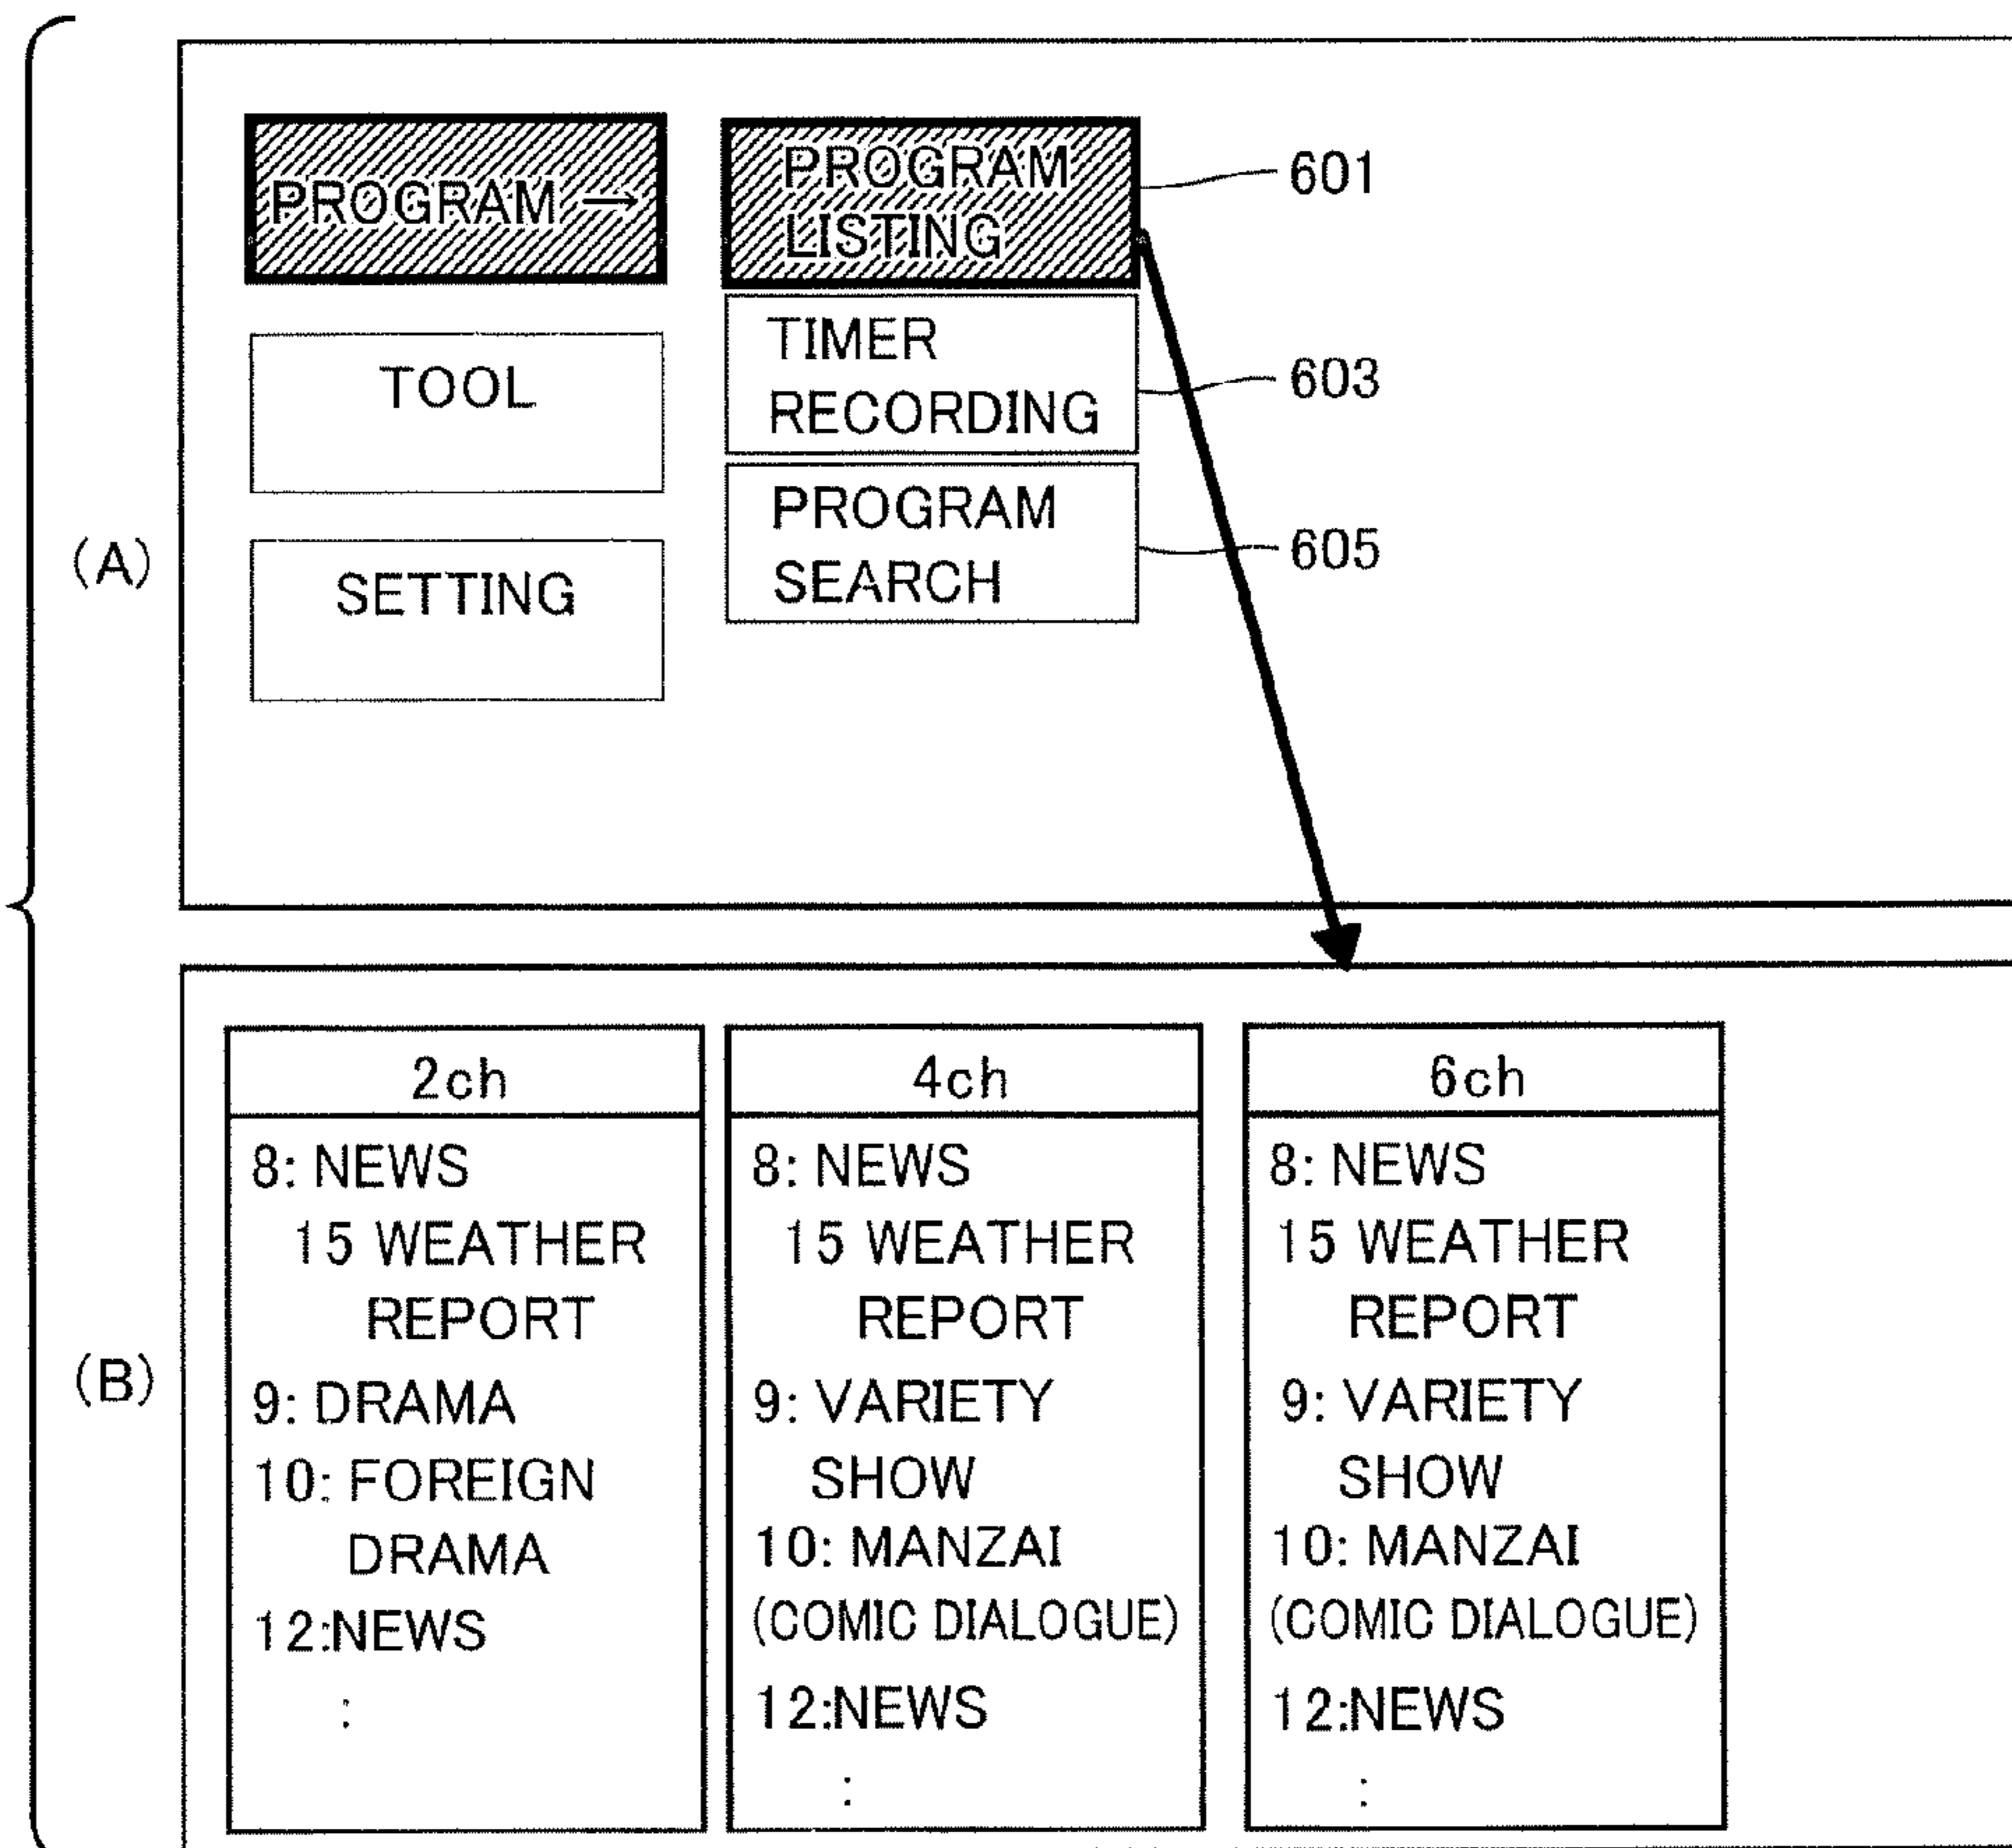 (A)
PROGRAM →
TOOL
SETTING
PROGRAM
LISTING
601
TIMER
RECORDING
603
PROGRAM
SEARCH
605
(B)
2ch
8: NEWS
15 WEATHER
REPORT
9: DRAMA
10: FOREIGN
DRAMA
12:NEWS
:
4ch
8: NEWS
15 WEATHER
REPORT
9: VARIETY
SHOW
10: MANZAI
(COMIC DIALOGUE)
12:NEWS
:
6ch
8: NEWS
15 WEATHER
REPORT
9: VARIETY
SHOW
10: MANZAI
(COMIC DIALOGUE)
12:NEWS
: